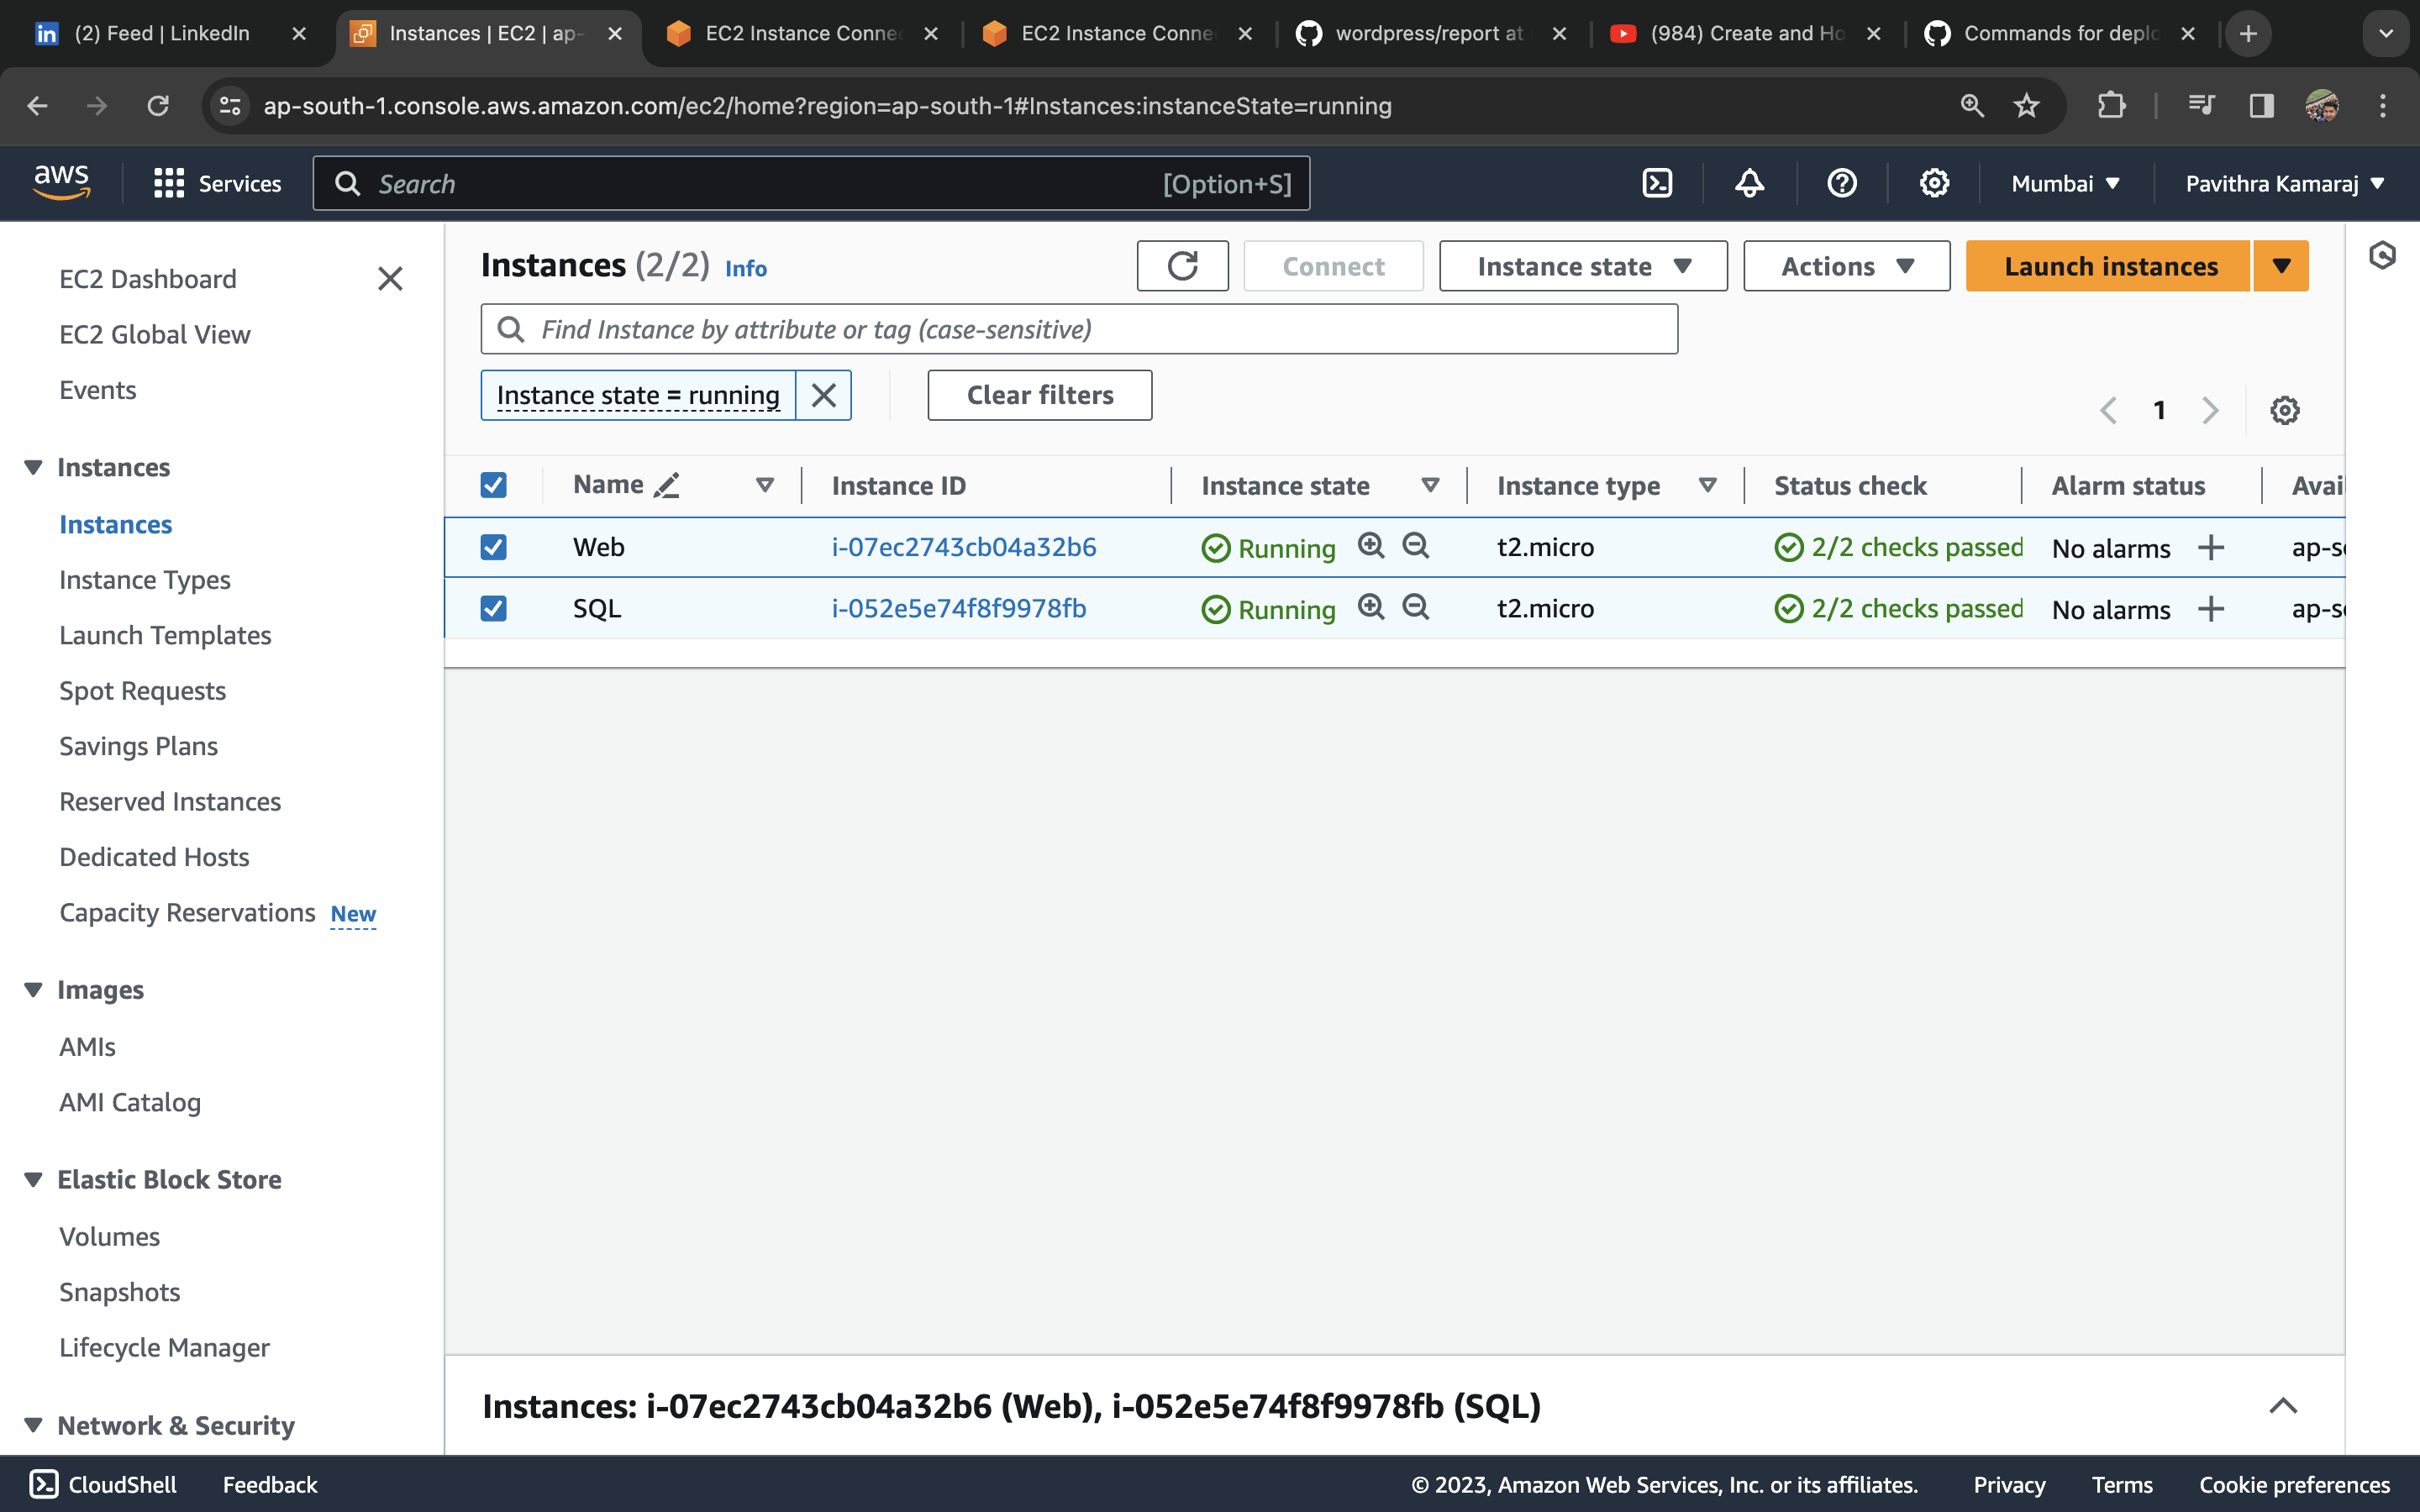 (2) Feed | LinkedIn
Instances | EC2 | ap-
EC2 Instance Conne
EC2 Instance Conne
wordpress/report at
(984) Create and Ho
Commands for deplo
ap-south-1.console.aws.amazon.com/ec2/home?region=ap-south-1#Instances:instanceState=running
aws
Services
Search
[Option+S]
Mumbai
Pavithra Kamaraj
EC2 Dashboard
EC2 Global View
Events
Instances
Instances
Instance Types
Launch Templates
Spot Requests
Savings Plans
Reserved Instances
Dedicated Hosts
Capacity Reservations New
Images
AMIs
AMI Catalog
Elastic Block Store
Volumes
Snapshots
Lifecycle Manager
Network & Security
Instances (2/2) Info
Connect
Instance state
Actions
Launch instances
Find Instance by attribute or tag (case-sensitive)
Instance state = running
Clear filters
1
Name Instance ID Instance state Instance type Status check Alarm status Avai
Web i-07ec2743cb04a32b6 Running t2.micro 2/2 checks passed No alarms ap-so
SQL i-052e5e74f8f9978fb Running t2.micro 2/2 checks passed No alarms ap-so
Instances: i-07ec2743cb04a32b6 (Web), i-052e5e74f8f9978fb (SQL)
CloudShell
Feedback
© 2023, Amazon Web Services, Inc. or its affiliates.
Privacy
Terms
Cookie preferences